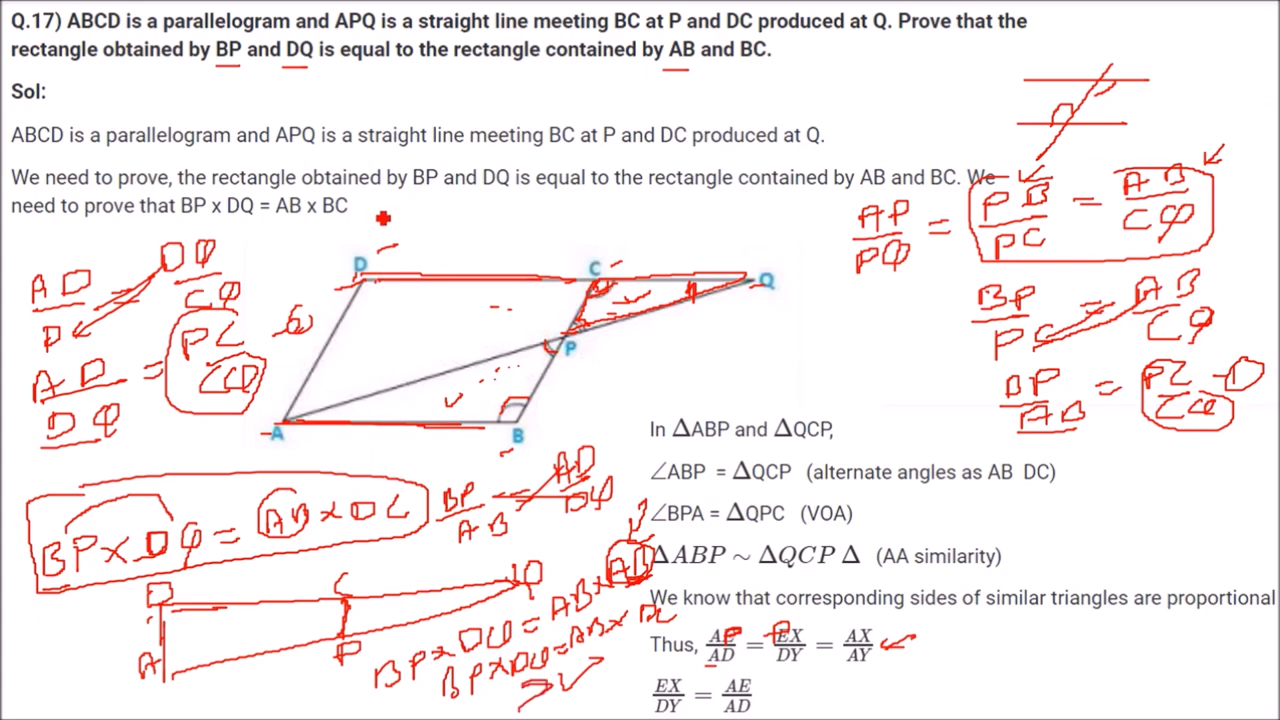 Q.17) ABCD is a parallelogram and APQ is a straight line meeting BC at P and DC produced at Q. Prove that the
rectangle obtained by BP and DQ is equal to the rectangle contained by AB and BC.
Sol:
ABCD is a parallelogram and APQ is a straight line meeting BC at P and DC produced at Q.
We need to prove, the rectangle obtained by BP and DQ is equal to the rectangle contained by AB and BC. We
need to prove that BP x DQ = AB x BC
AP/PQ = PB/PC = AB/CQ
BP/PC = AB/CQ
BP/AB = PC/CQ
D C Q
P
A B
BP x DQ = AB x
BP/AB = AD/DQ
D C Q
A P
BP x DQ = AB x
BP x DQ = AB x
In ΔABP and ΔQCP,
∠ABP = ΔQCP (alternate angles as AB DC)
∠BPA = ΔQPC (VOA)
ΔABP ~ ΔQCP Δ (AA similarity)
We know that corresponding sides of similar triangles are proportional
Thus, AE/AD = EX/DY = AX/AY
EX/DY = AE/AD